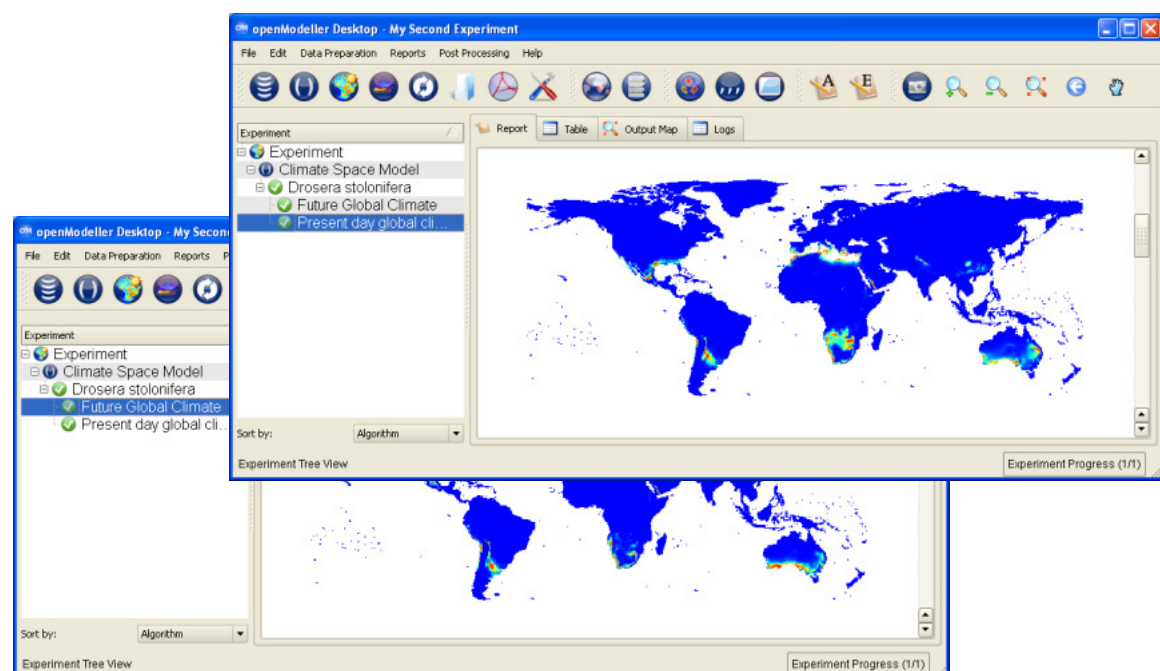 openModeller Desktop - My Second Experiment
File Edit Data Preparation Reports Post Processing Help
A E
Experiment
Report Table Output Map Logs
Experiment
Climate Space Model
Drosera stolonifera
Future Global Climate
Present day global cli...
Sort by: Algorithm
Experiment Tree View Experiment Progress (1/1)
openModeller Desktop - My Secon
File Edit Data Preparation Reports P
Experiment
Experiment
Climate Space Model
Drosera stolonifera
Future Global Climate
Present day global cli...
Sort by: Algorithm
Experiment Tree View Experiment Progress (1/1)